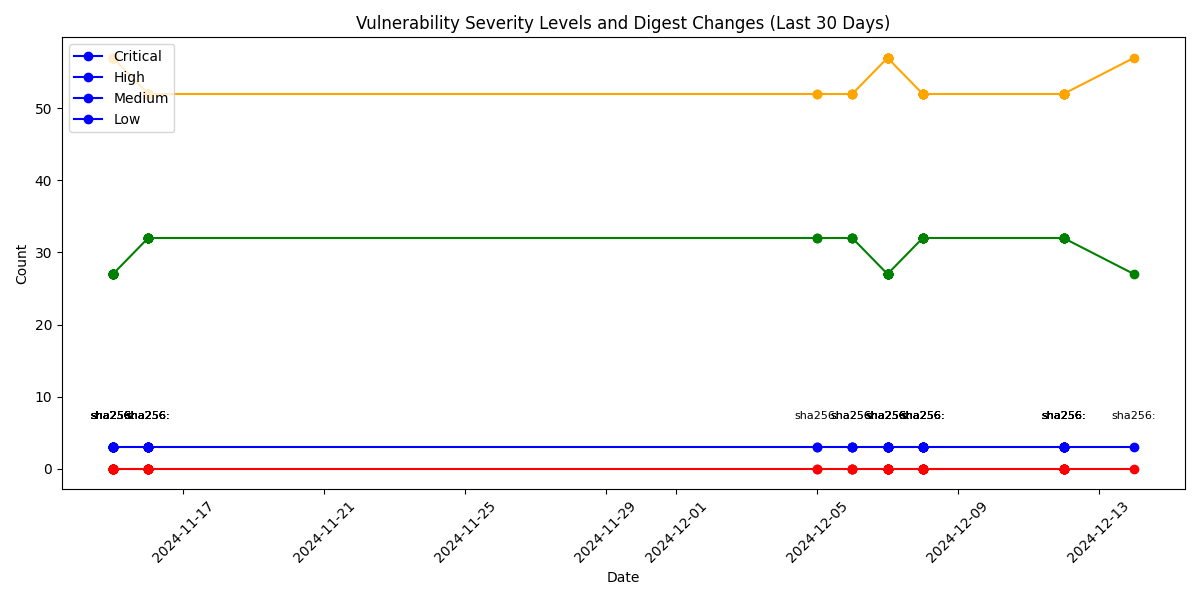 Vulnerability Severity Levels and Digest Changes (Last 30 Days)
Critical
High
Medium
Low
Count
50
40
30
20
10
0
sha256: sha256: sha256: sha256: sha256: sha256: sha256: sha256:
2024-11-17 2024-11-21 2024-11-25 2024-11-29 2024-12-01 2024-12-05 2024-12-09 2024-12-13
Date